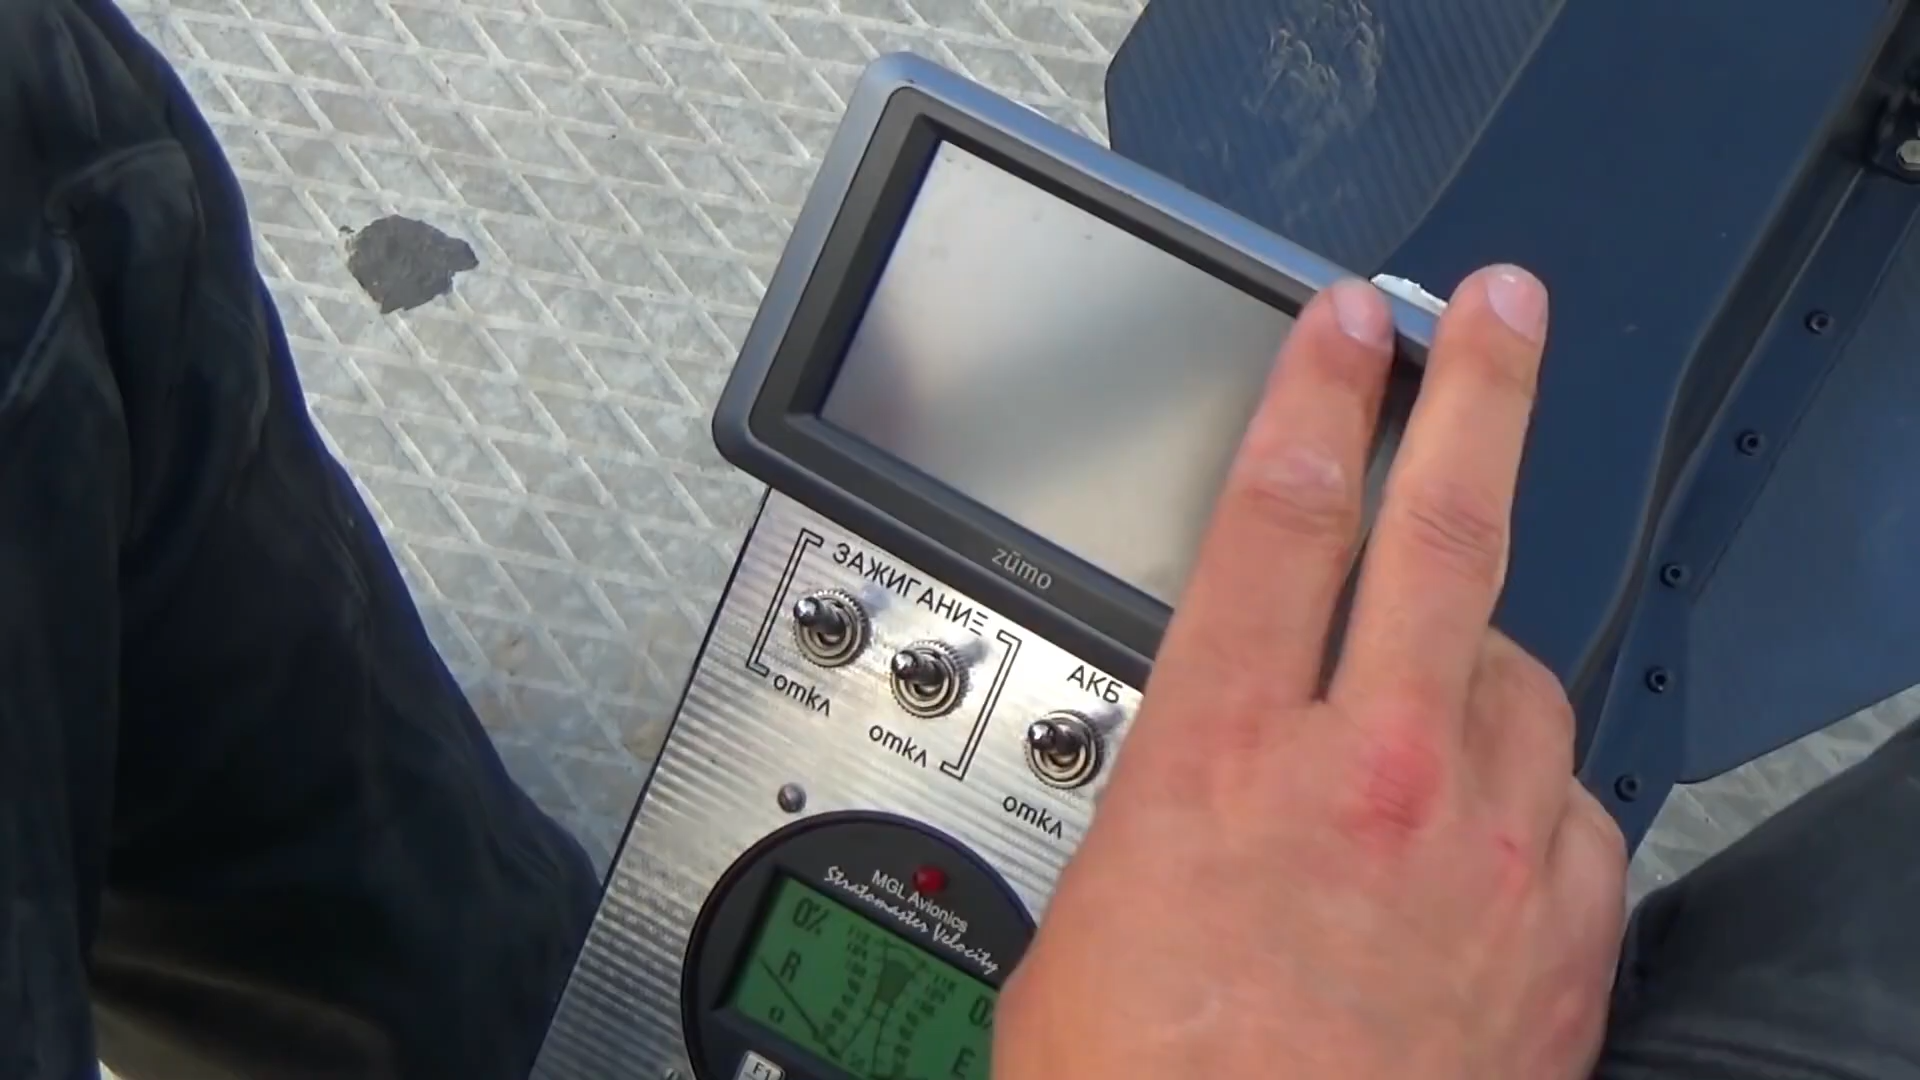 zūmo
ЗАЖИГАНИЕ
АКБ
откл
откл
откл
MGL Avionics
Stratomaster Velocity
0%
R
E
F1